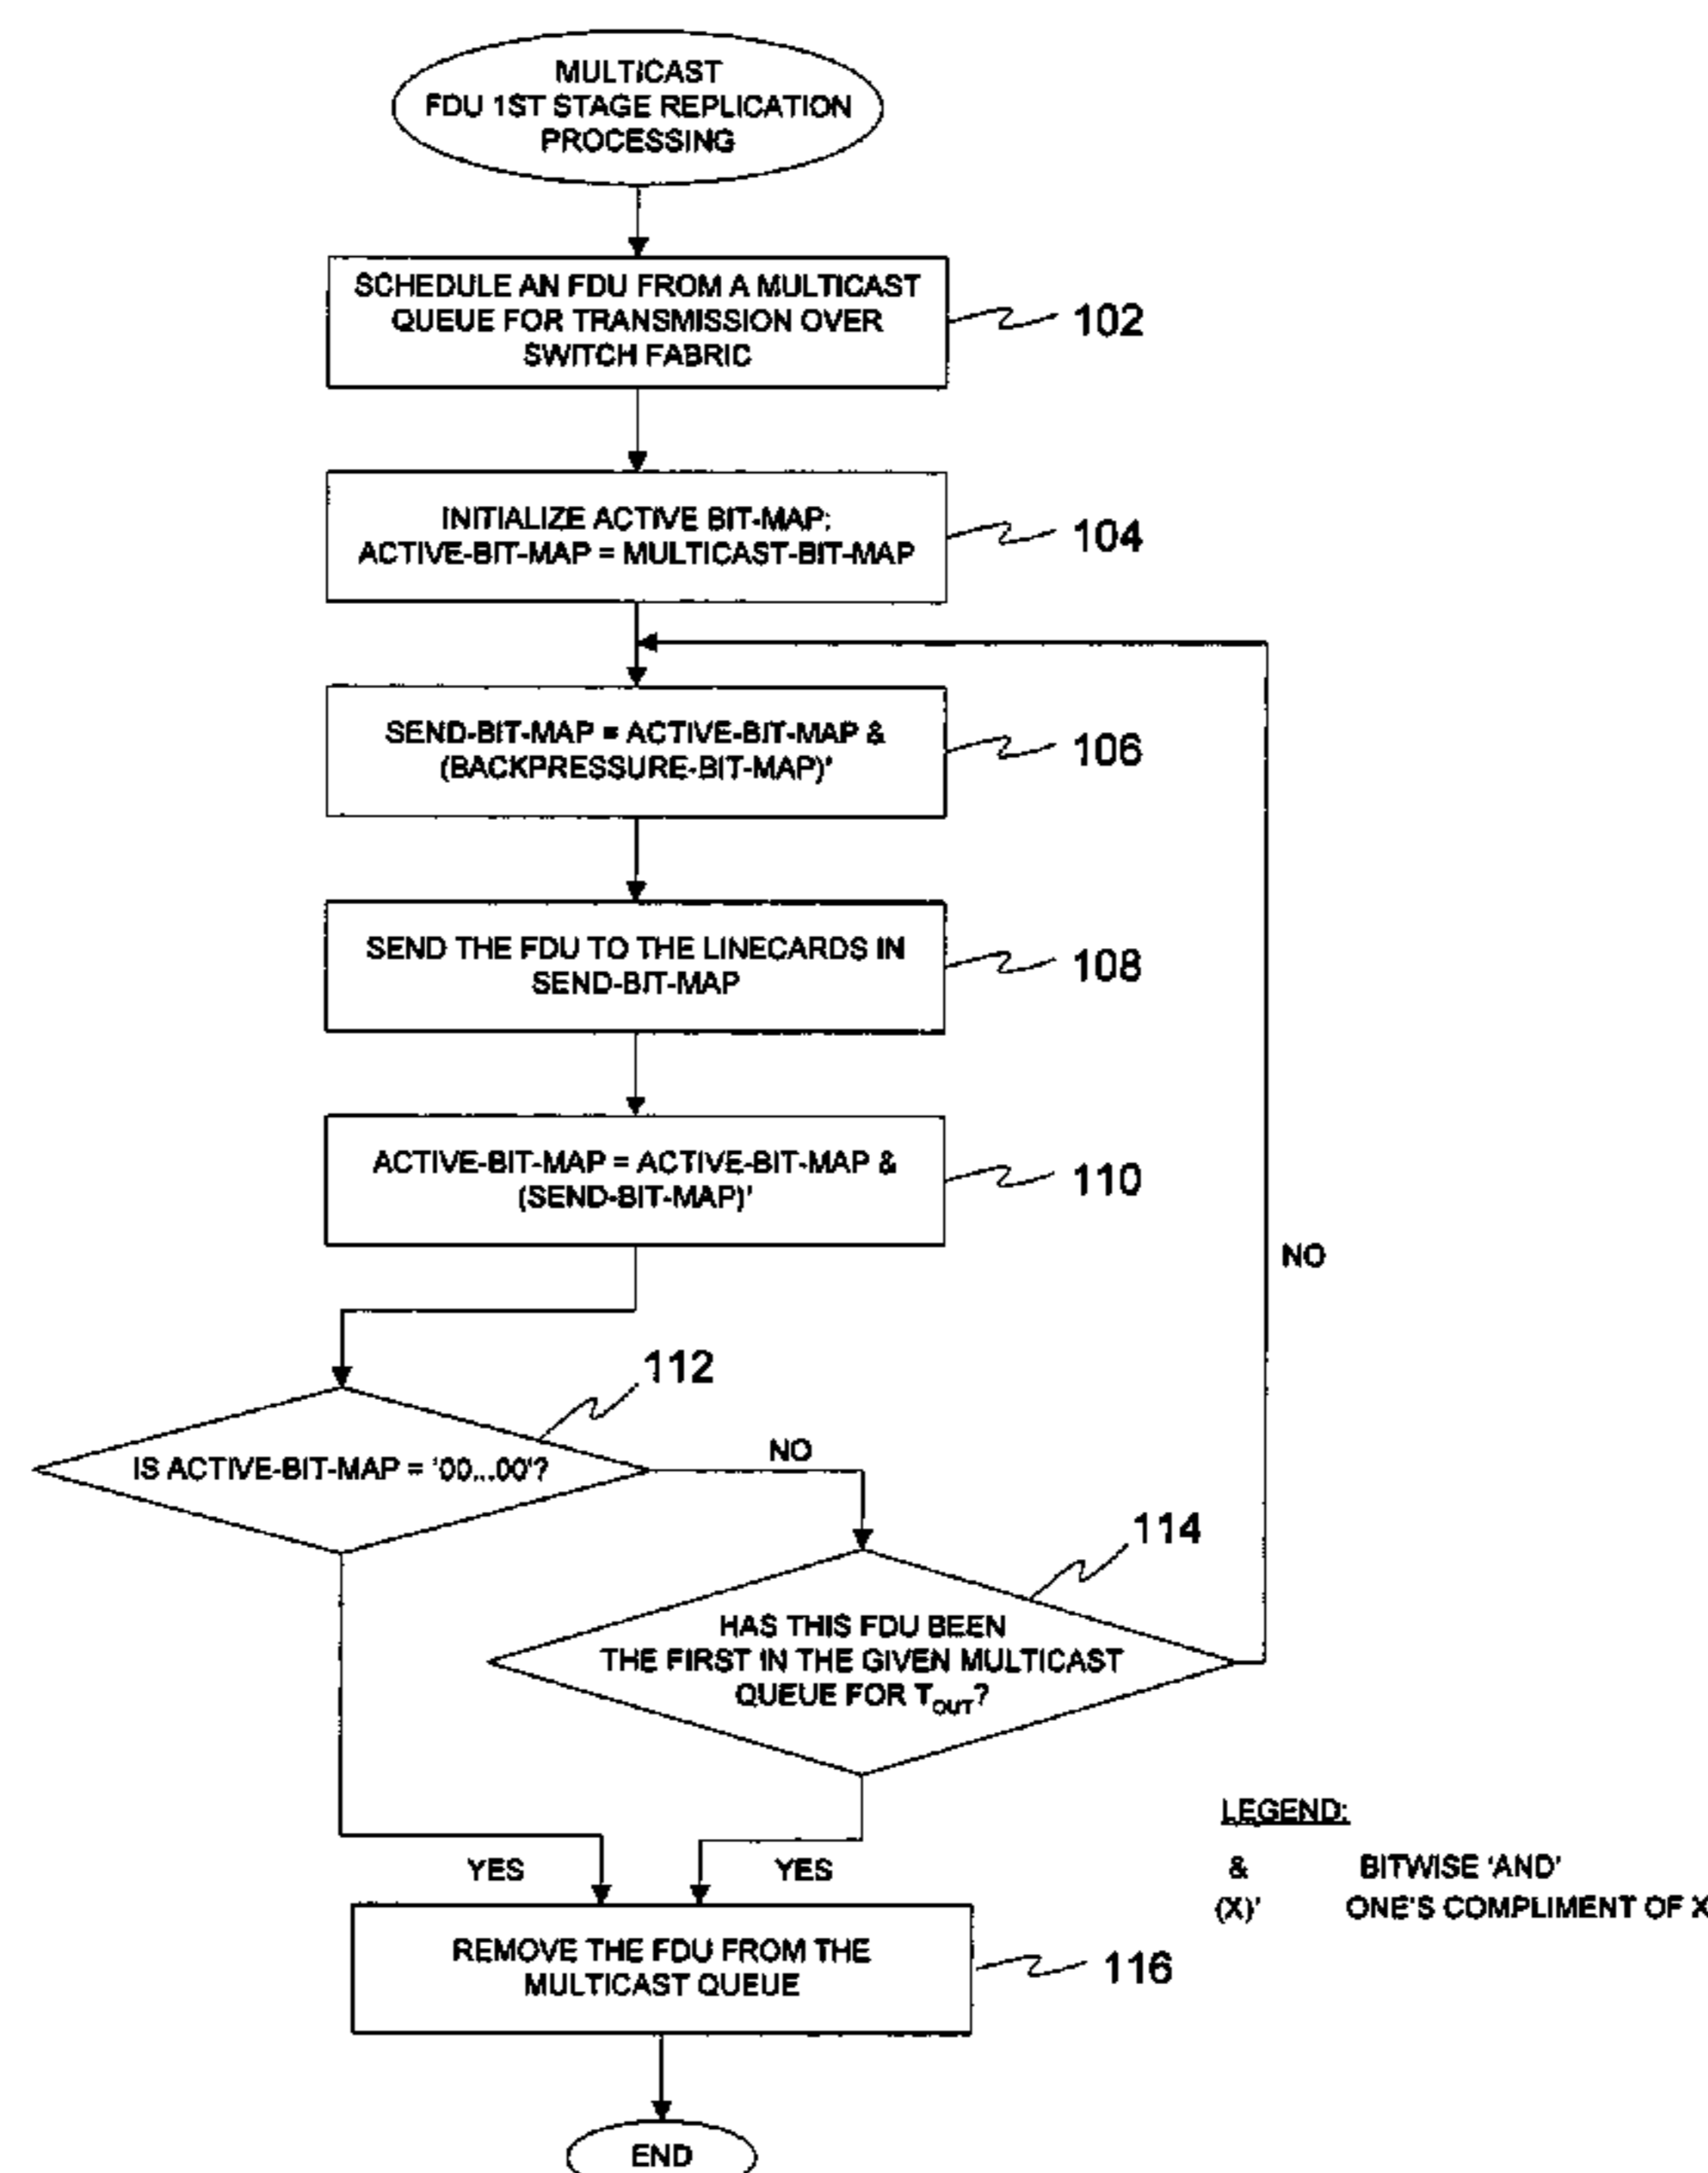 MULTICAST
FDU 1ST STAGE REPLICATION
PROCESSING
SCHEDULE AN FDU FROM A MULTICAST
QUEUE FOR TRANSMISSION OVER
SWITCH FABRIC
102
INITIALIZE ACTIVE BIT-MAP:
ACTIVE-BIT-MAP = MULTICAST-BIT-MAP
104
SEND-BIT-MAP = ACTIVE-BIT-MAP &
(BACKPRESSURE-BIT-MAP)'
106
SEND THE FDU TO THE LINECARDS IN
SEND-BIT-MAP
108
ACTIVE-BIT-MAP = ACTIVE-BIT-MAP &
(SEND-BIT-MAP)'
110
NO
112
IS ACTIVE-BIT-MAP = '00...00'?
NO
114
HAS THIS FDU BEEN
THE FIRST IN THE GIVEN MULTICAST
QUEUE FOR TOUT?
YES
YES
LEGEND:
& BITWISE 'AND'
(X)' ONE'S COMPLIMENT OF X
REMOVE THE FDU FROM THE
MULTICAST QUEUE
116
END